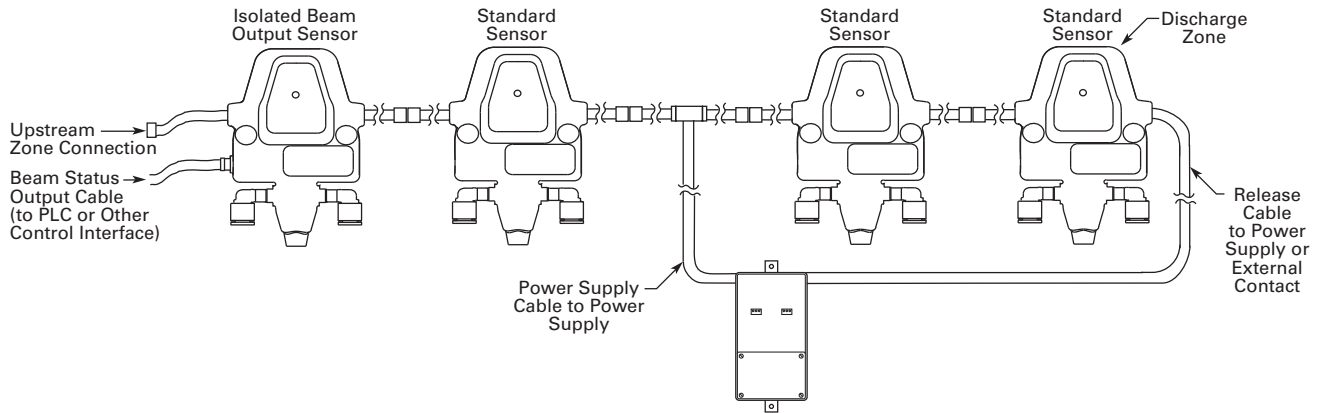 Isolated Beam
Output Sensor
Standard
Sensor
Standard
Sensor
Standard
Sensor
Discharge
Zone
Upstream
Zone Connection
Beam Status
Output Cable
(to PLC or Other
Control Interface)
Power Supply
Cable to Power
Supply
Release
Cable
to Power
Supply or
External
Contact